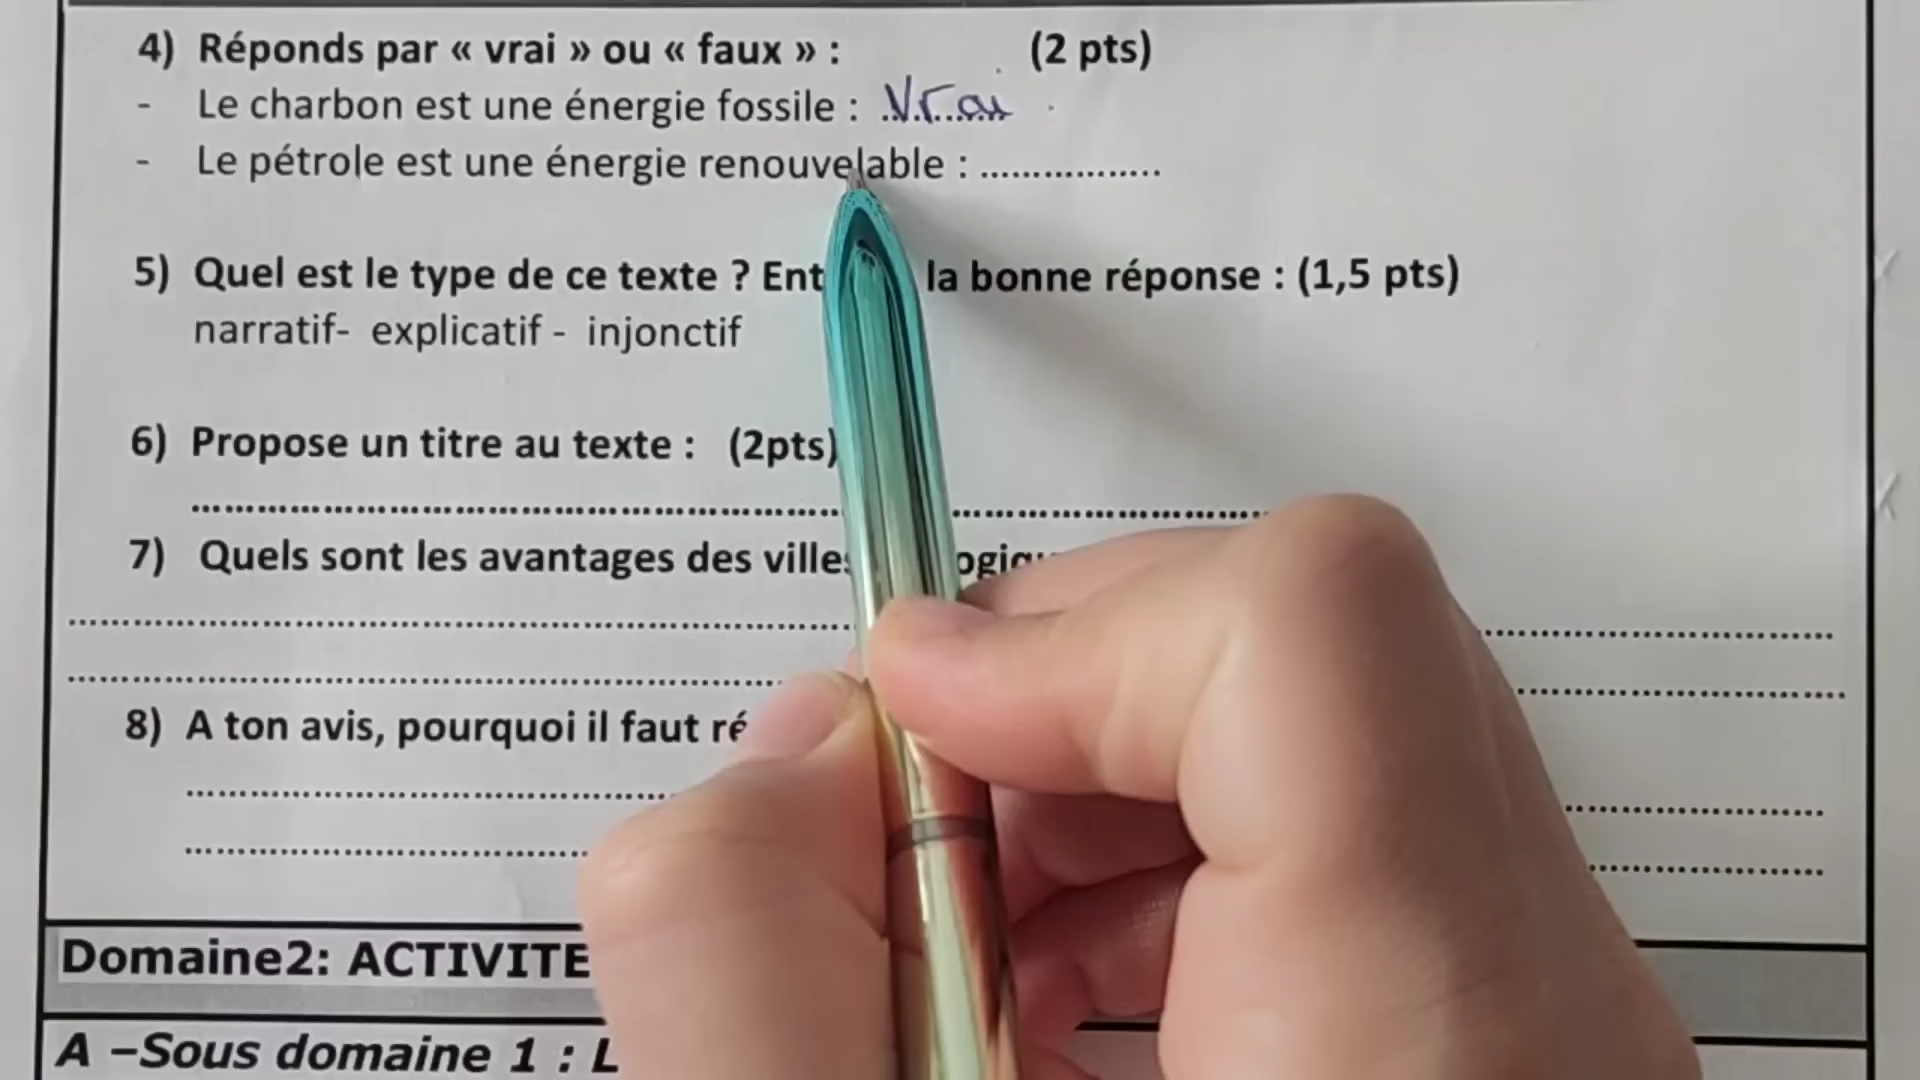 4) Réponds par « vrai » ou « faux » : (2 pts)
- Le charbon est une énergie fossile : Vrai
- Le pétrole est une énergie renouvelable : .................
5) Quel est le type de ce texte ? la bonne réponse : (1,5 pts)
narratif- explicatif - injonctif
6) Propose un titre au texte : (2pts)
7) Quels sont les avantages des villes
8) A ton avis, pourquoi il faut
Domaine2: ACTIVITE
A –Sous domaine 1 : L